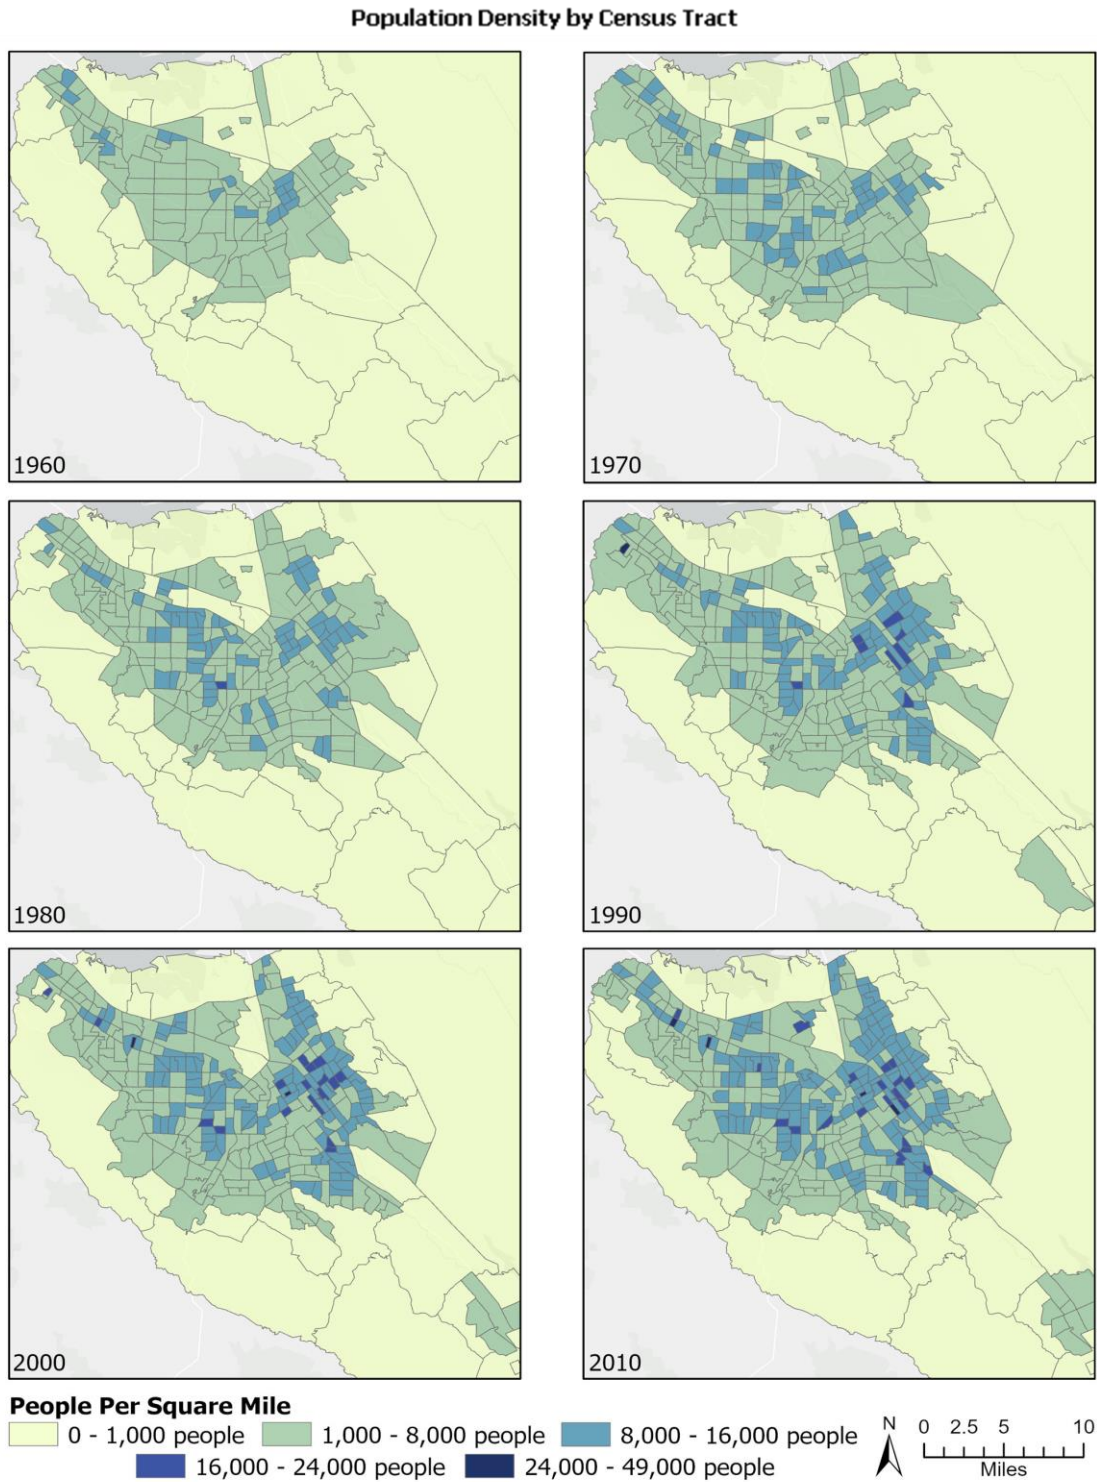 Population Density by Census Tract
1960
1970
1980
1990
2000
2010
People Per Square Mile
0 - 1,000 people
1,000 - 8,000 people
8,000 - 16,000 people
16,000 - 24,000 people
24,000 - 49,000 people
N
0 2.5 5 10
Miles